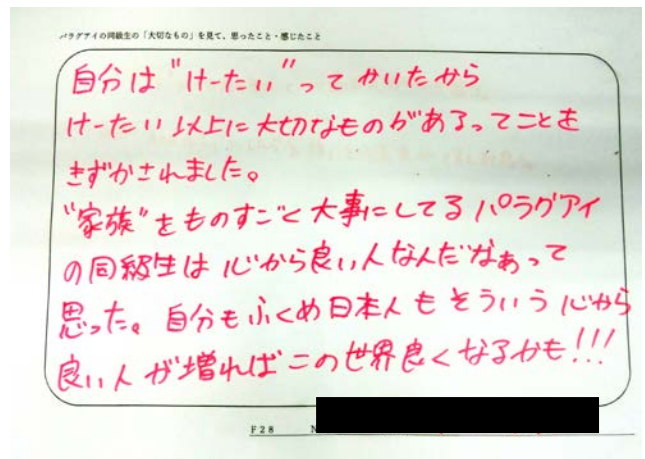 パラグアイの同級生の「大切なもの」を見て、思ったこと・感じたこと
自分は"けーたい"ってかいたから
けーたい以上に大切なものがあるってことを
きずかされました。
"家族"をものすごく大事にしてるパラグアイ
の同級生は心から良い人なんだなぁって
思った。自分もふくめ日本人もそういう心から
良い人が増ればこの世界良くなるかも!!!
F28 N